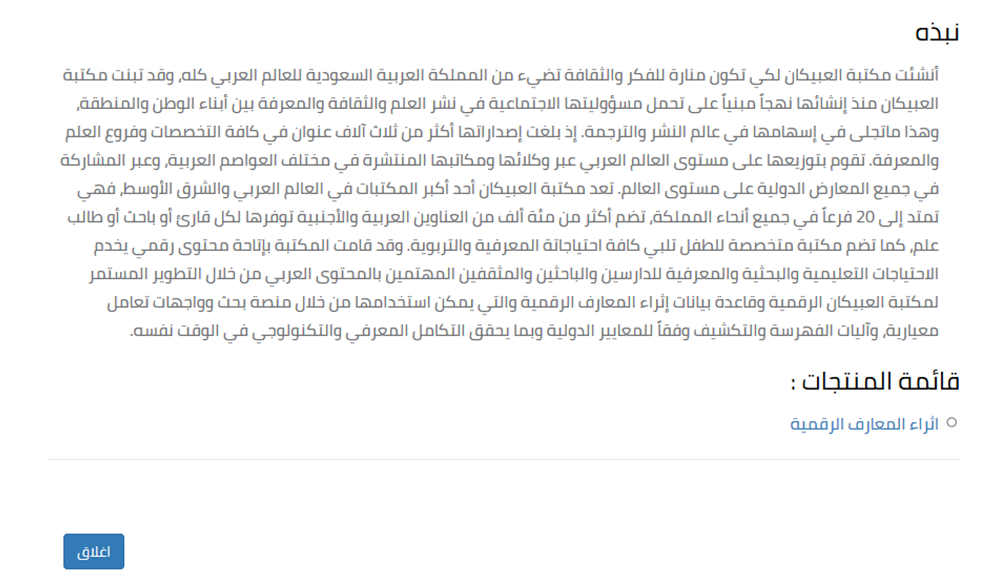 نبذه
أنشئت مكتبة العبيكان لكي تكون منارة للفكر والثقافة تضيء من المملكة العربية السعودية للعالم العربي كله، وقد تبنت مكتبة
العبيكان منذ إنشائها نهجاً مبنياً على تحمل مسؤوليتها الاجتماعية في نشر العلم والثقافة والمعرفة بين أبناء الوطن والمنطقة،
وهذا ماتجلى في إسهامها في عالم النشر والترجمة. إذ بلغت إصداراتها أكثر من ثلاث آلاف عنوان في كافة التخصصات وفروع العلم
والمعرفة. تقوم بتوزيعها على مستوى العالم العربي عبر وكلائها ومكاتبها المنتشرة في مختلف العواصم العربية، وعبر المشاركة
في جميع المعارض الدولية على مستوى العالم. تعد مكتبة العبيكان أحد أكبر المكتبات في العالم العربي والشرق الأوسط، فهي
تمتد إلى 20 فرعاً في جميع أنحاء المملكة، تضم أكثر من مئة ألف من العناوين العربية والأجنبية توفرها لكل قارئ أو باحث أو طالب
علم، كما تضم مكتبة متخصصة للطفل تلبي كافة احتياجاتة المعرفية والتربوية. وقد قامت المكتبة بإتاحة محتوى رقمي يخدم
الاحتياجات التعليمية والبحثية والمعرفية للدارسين والباحثين والمثقفين المهتمين بالمحتوى العربي من خلال التطوير المستمر
لمكتبة العبيكان الرقمية وقاعدة بيانات إثراء المعارف الرقمية والتي يمكن استخدامها من خلال منصة بحث وواجهات تعامل
معيارية، وآليات الفهرسة والتكشيف وفقاً للمعايير الدولية وبما يحقق التكامل المعرفي والتكنولوجي في الوقت نفسه.
قائمة المنتجات :
اثراء المعارف الرقمية
اغلاق